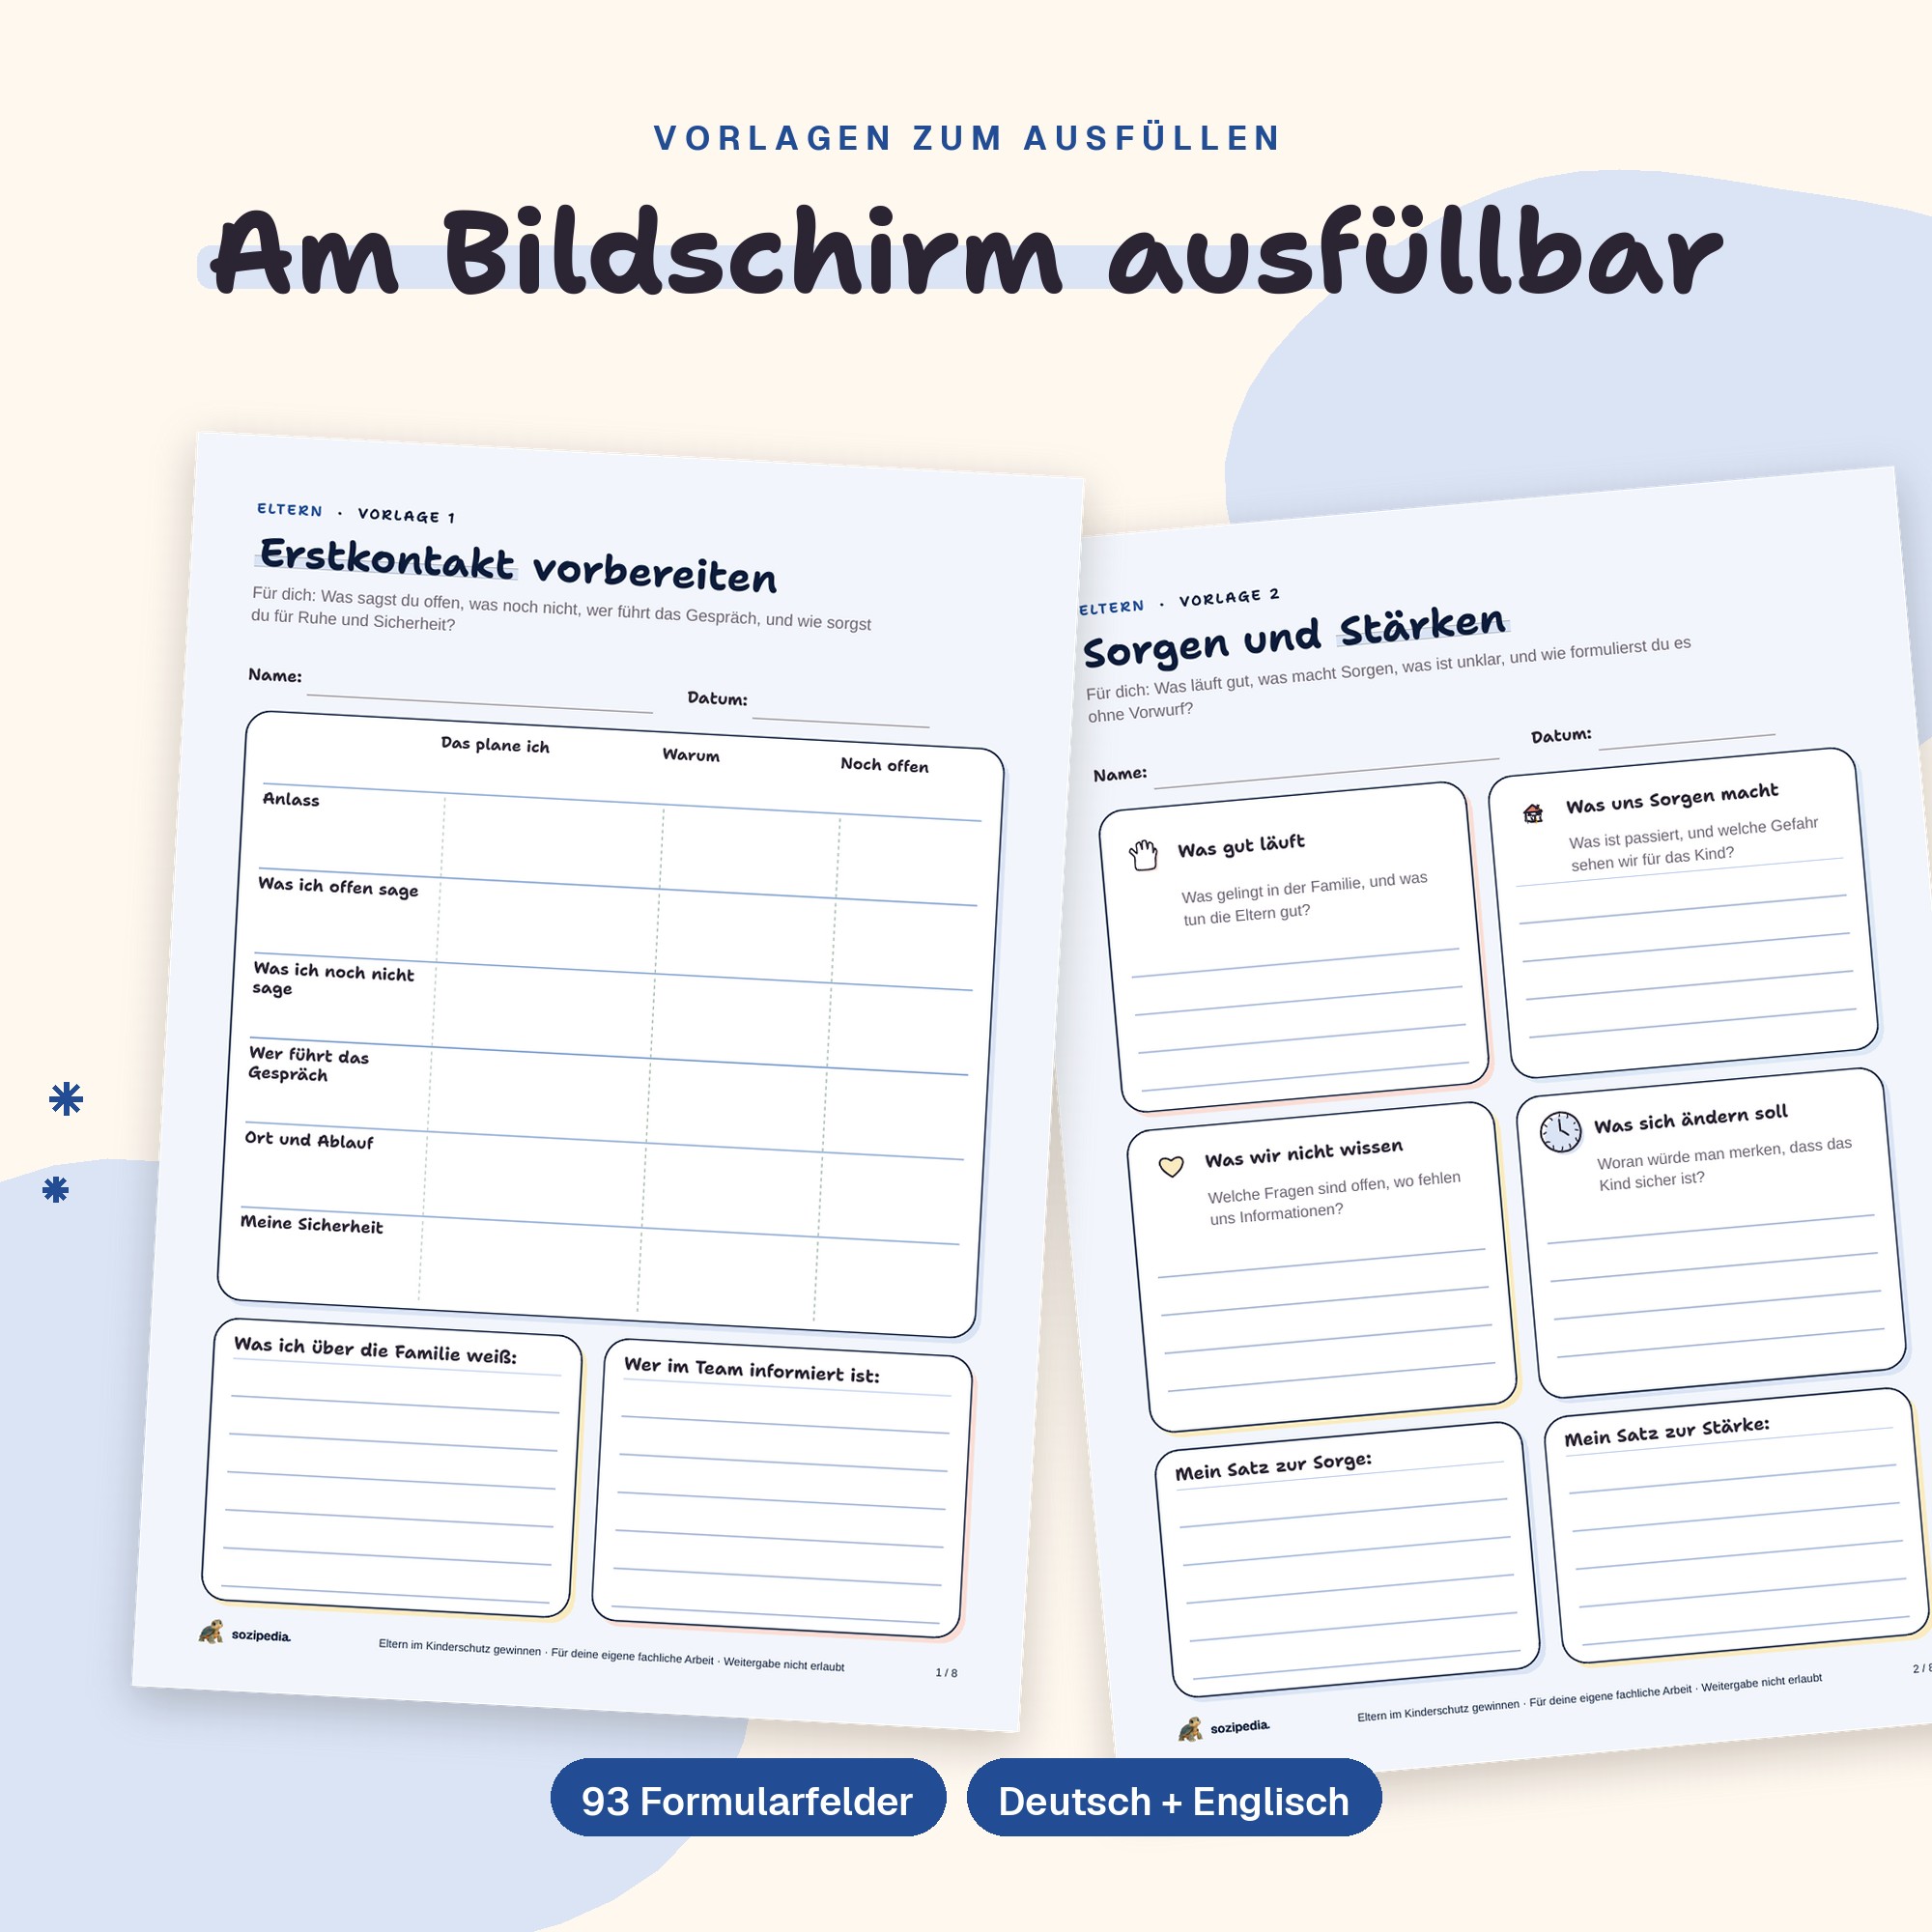 VORLAGEN ZUM AUSFÜLLEN
Am Bildschirm ausfüllbar
ELTERN · VORLAGE 1
Erstkontakt vorbereiten
Für dich: Was sagst du offen, was noch nicht, wer führt das Gespräch, und wie sorgst
du für Ruhe und Sicherheit?
Name:
Datum:
Das plane ich
Warum
Noch offen
Anlass
Was ich offen sage
Was ich noch nicht
sage
Wer führt das
Gespräch
Ort und Ablauf
Meine Sicherheit
Was ich über die Familie weiß:
Wer im Team informiert ist:
sozipedia.
Eltern im Kinderschutz gewinnen · Für deine eigene fachliche Arbeit · Weitergabe nicht erlaubt
1 / 8
ELTERN · VORLAGE 2
Sorgen und Stärken
Für dich: Was läuft gut, was macht Sorgen, was ist unklar, und wie formulierst du es
ohne Vorwurf?
Name:
Datum:
Was gut läuft
Was gelingt in der Familie, und was
tun die Eltern gut?
Was uns Sorgen macht
Was ist passiert, und welche Gefahr
sehen wir für das Kind?
Was wir nicht wissen
Welche Fragen sind offen, wo fehlen
uns Informationen?
Was sich ändern soll
Woran würde man merken, dass das
Kind sicher ist?
Mein Satz zur Sorge:
Mein Satz zur Stärke:
sozipedia.
Eltern im Kinderschutz gewinnen · Für deine eigene fachliche Arbeit · Weitergabe nicht erlaubt
2 / 8
93 Formularfelder
Deutsch + Englisch